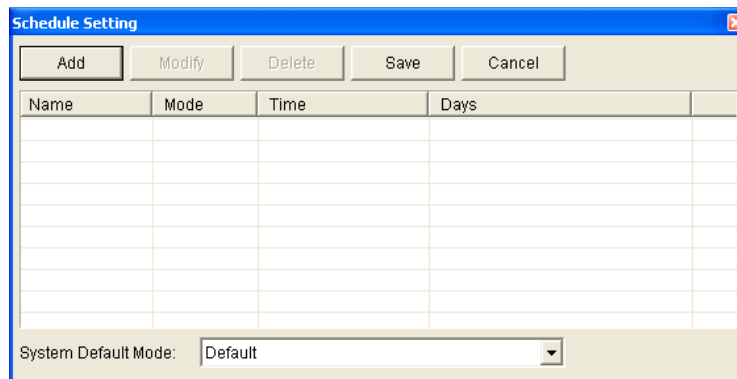 Schedule Setting
Add Modify Delete Save Cancel
Name Mode Time Days
System Default Mode: Default